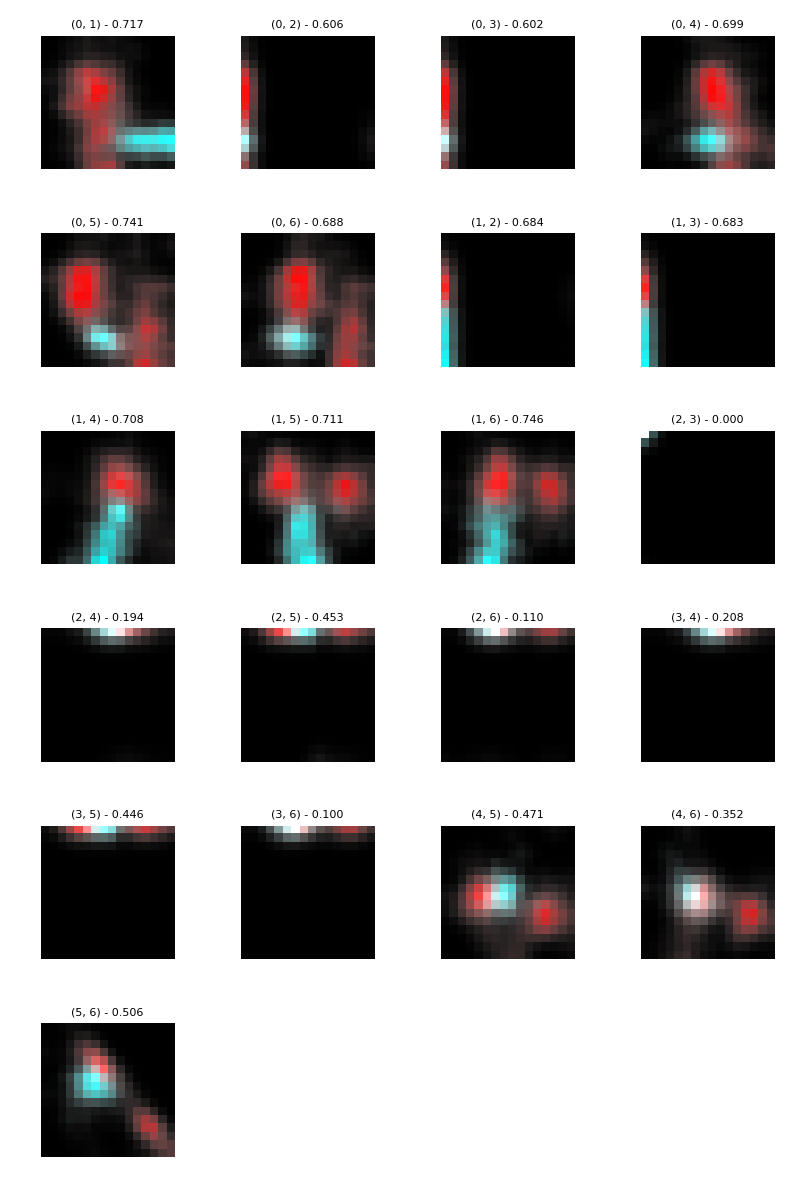 (0, 1) - 0.717
(0, 2) - 0.606
(0, 3) - 0.602
(0, 4) - 0.699
(0, 5) - 0.741
(0, 6) - 0.688
(1, 2) - 0.684
(1, 3) - 0.683
(1, 4) - 0.708
(1, 5) - 0.711
(1, 6) - 0.746
(2, 3) - 0.000
(2, 4) - 0.194
(2, 5) - 0.453
(2, 6) - 0.110
(3, 4) - 0.208
(3, 5) - 0.446
(3, 6) - 0.100
(4, 5) - 0.471
(4, 6) - 0.352
(5, 6) - 0.506